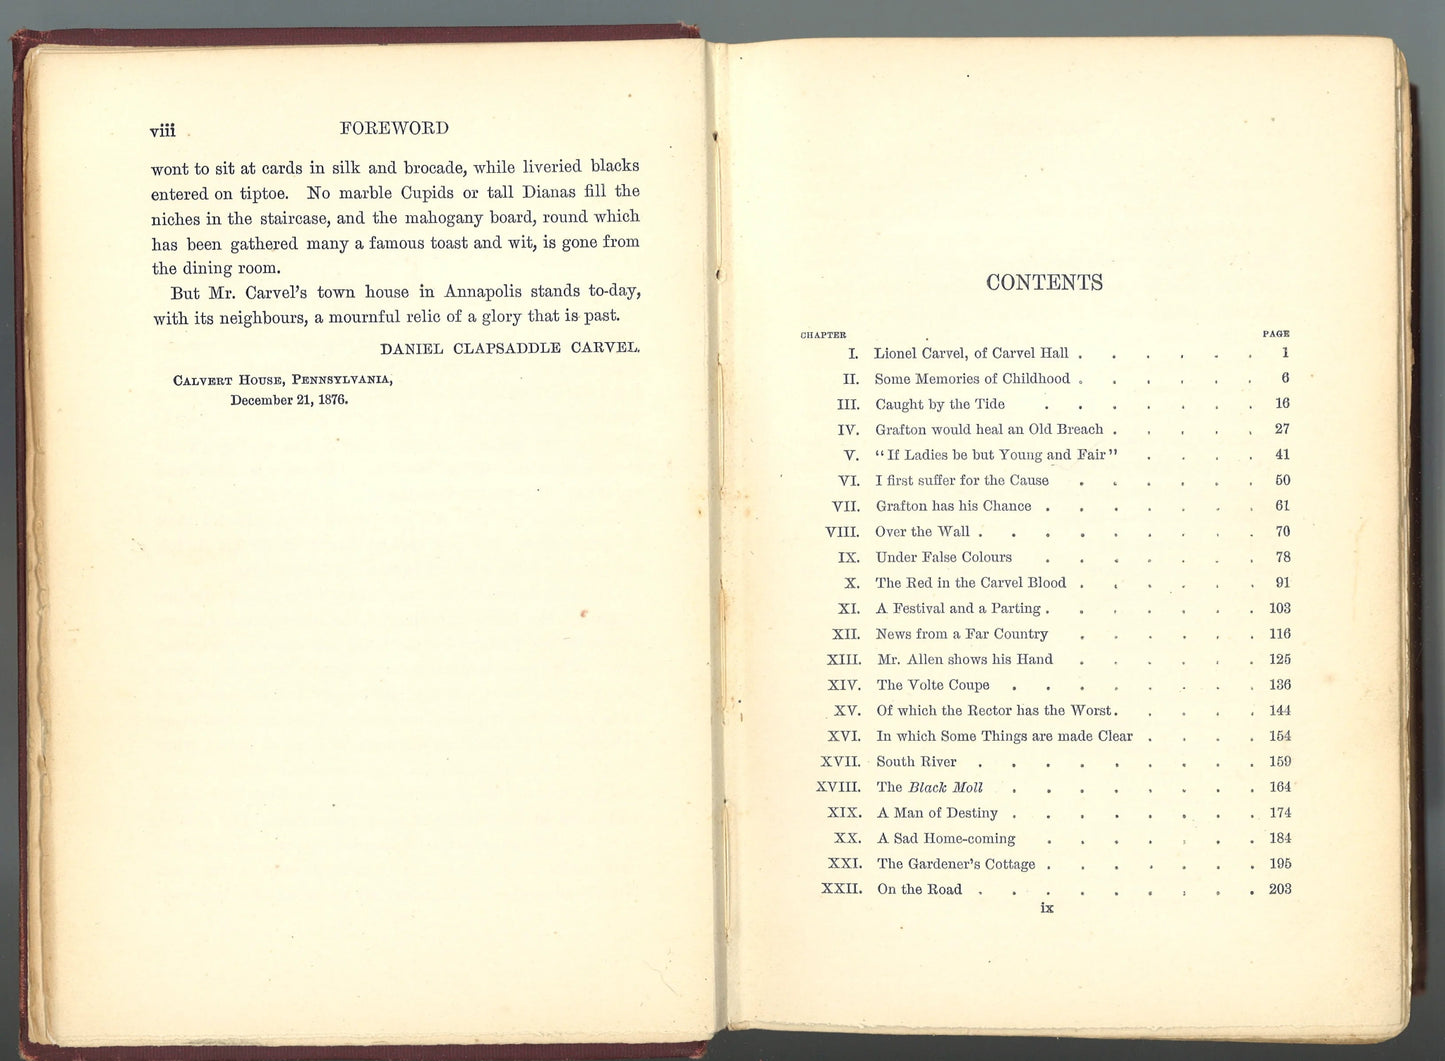 viii FOREWORD
wont to sit at cards in silk and brocade, while liveried blacks
entered on tiptoe. No marble Cupids or tall Dianas fill the
niches in the staircase, and the mahogany board, round which
has been gathered many a famous toast and wit, is gone from
the dining room.
But Mr. Carvel's town house in Annapolis stands to-day,
with its neighbours, a mournful relic of a glory that is past.
DANIEL CLAPSADDLE CARVEL.
CALVERT HOUSE, PENNSYLVANIA,
December 21, 1876.
CONTENTS
CHAPTER PAGE
I. Lionel Carvel, of Carvel Hall . . . . . . 1
II. Some Memories of Childhood . . . . . . 6
III. Caught by the Tide . . . . . . . 16
IV. Grafton would heal an Old Breach . . . . . 27
V. "If Ladies be but Young and Fair" . . . . 41
VI. I first suffer for the Cause . . . . . . 50
VII. Grafton has his Chance . . . . . . . 61
VIII. Over the Wall . . . . . . . . . 70
IX. Under False Colours . . . . . . . 78
X. The Red in the Carvel Blood . . . . . . 91
XI. A Festival and a Parting . . . . . . . 103
XII. News from a Far Country . . . . . . 116
XIII. Mr. Allen shows his Hand . . . . . . 125
XIV. The Volte Coupe . . . . . . . . 136
XV. Of which the Rector has the Worst . . . . . 144
XVI. In which Some Things are made Clear . . . . 154
XVII. South River . . . . . . . . . 159
XVIII. The Black Moll . . . . . . . . 164
XIX. A Man of Destiny . . . . . . . . 174
XX. A Sad Home-coming . . . . . . . 184
XXI. The Gardener's Cottage . . . . . . . 195
XXII. On the Road . . . . . . . . . 203
ix